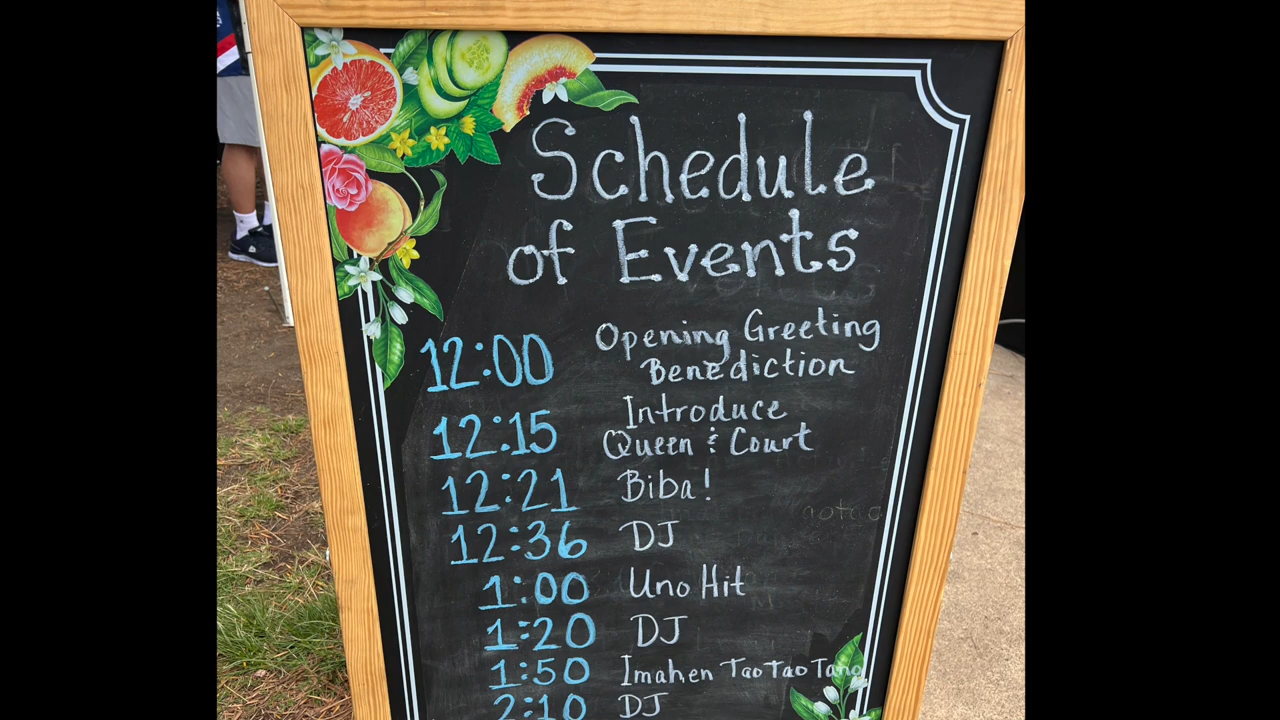 Schedule
of Events
12:00 Opening Greeting
Benediction
12:15 Introduce
Queen & Court
12:21 Biba!
12:36 DJ
1:00 Uno Hit
1:20 DJ
1:50 Imahen Tao Tao Tano
2:10 DJ